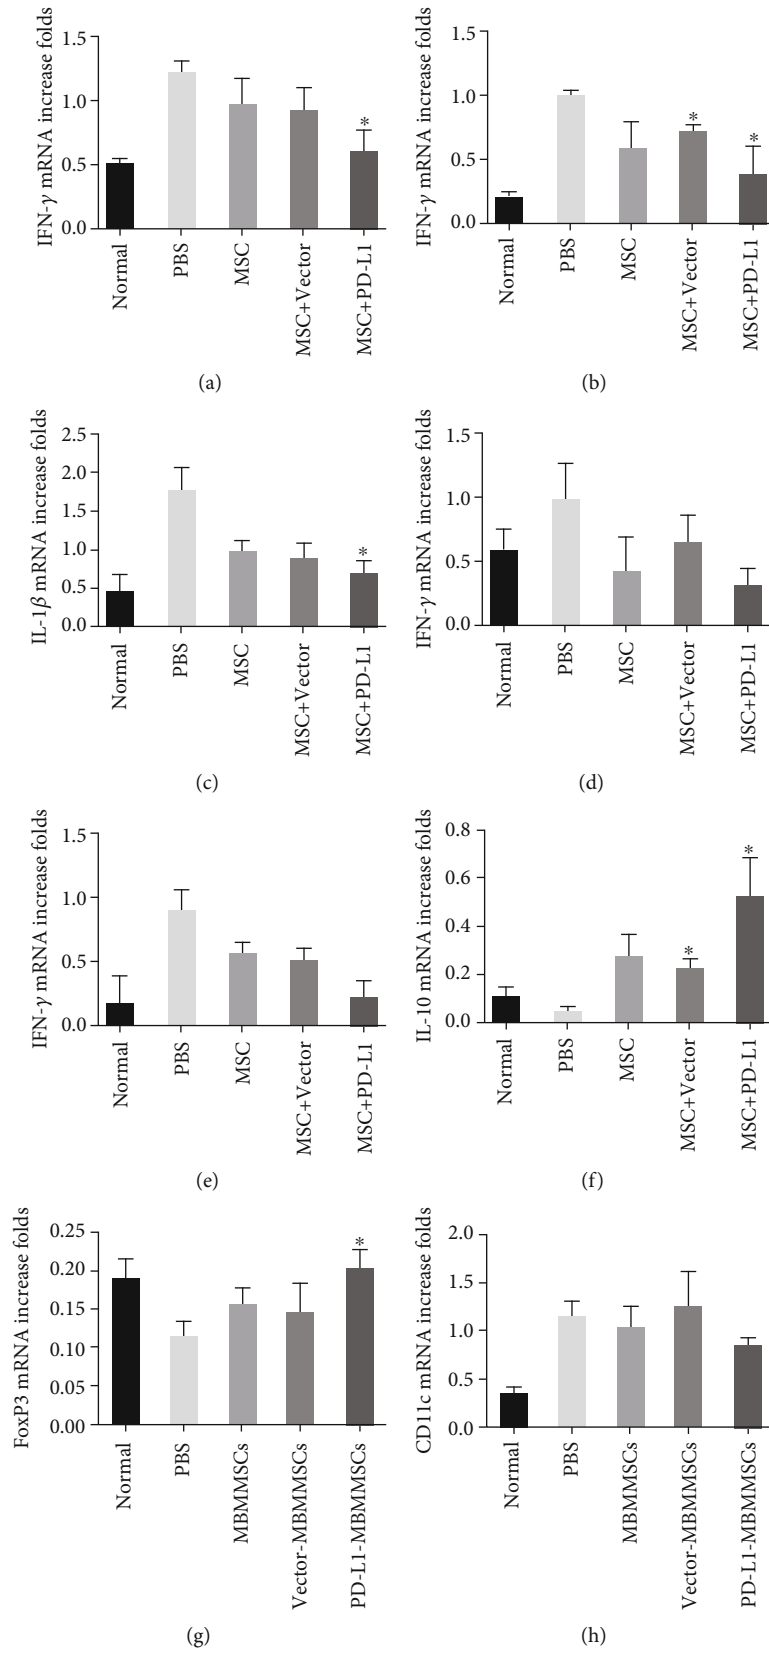 IFN-γ mRNA increase folds
1.5
1.0
0.5
0.0
*
Normal
PBS
MSC
MSC+Vector
MSC+PD-L1
(a)
IFN-γ mRNA increase folds
1.5
1.0
0.5
0.0
*
*
Normal
PBS
MSC
MSC+Vector
MSC+PD-L1
(b)
IL-1β mRNA increase folds
2.5
2.0
1.5
1.0
0.5
0.0
*
Normal
PBS
MSC
MSC+Vector
MSC+PD-L1
(c)
IFN-γ mRNA increase folds
1.5
1.0
0.5
0.0
Normal
PBS
MSC
MSC+Vector
MSC+PD-L1
(d)
IFN-γ mRNA increase folds
1.5
1.0
0.5
0.0
Normal
PBS
MSC
MSC+Vector
MSC+PD-L1
(e)
IL-10 mRNA increase folds
0.8
0.6
0.4
0.2
0.0
*
*
Normal
PBS
MSC
MSC+Vector
MSC+PD-L1
(f)
FoxP3 mRNA increase folds
0.25
0.20
0.15
0.10
0.05
0.00
*
Normal
PBS
MBMMSCs
Vector-MBMMSCs
PD-L1-MBMMSCs
(g)
CD11c mRNA increase folds
2.0
1.5
1.0
0.5
0.0
Normal
PBS
MBMMSCs
Vector-MBMMSCs
PD-L1-MBMMSCs
(h)